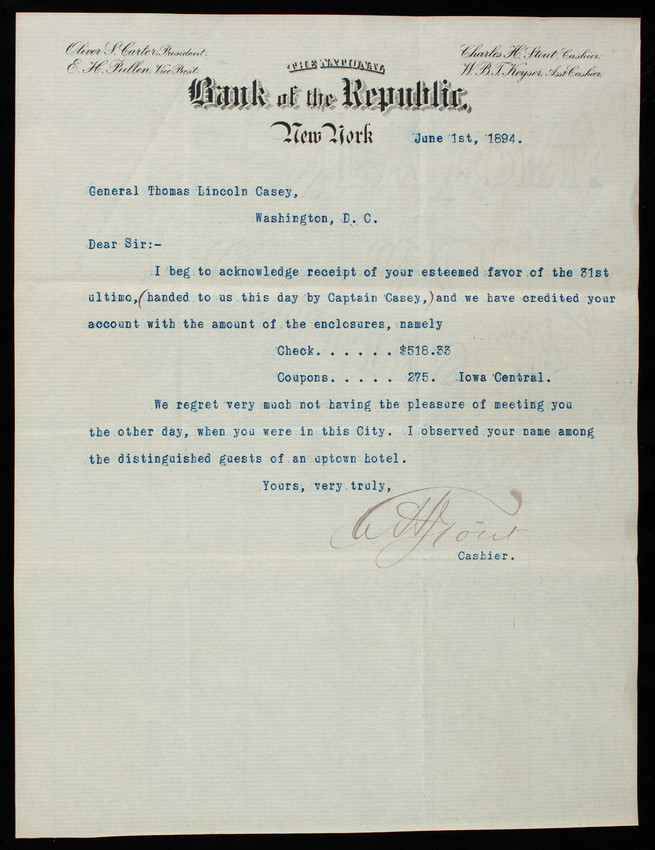 Oliver S. Carter, President.
E. H. Pullen, Vice Prest.
Charles H. Stout, Cashier.
W. B. T. Keyser, Asst Cashier.
THE NATIONAL
Bank of the Republic,
New York June 1st, 1894.
General Thomas Lincoln Casey,
Washington, D. C.
Dear Sir:-
I beg to acknowledge receipt of your esteemed favor of the 31st
ultimo,(handed to us this day by Captain Casey,)and we have credited your
account with the amount of the enclosures, namely
Check. . . . . . $518.33
Coupons. . . . . 275. Iowa Central.
We regret very much not having the pleasure of meeting you
the other day, when you were in this City. I observed your name among
the distinguished guests of an uptown hotel.
Yours, very truly,
C H Stout
Cashier.